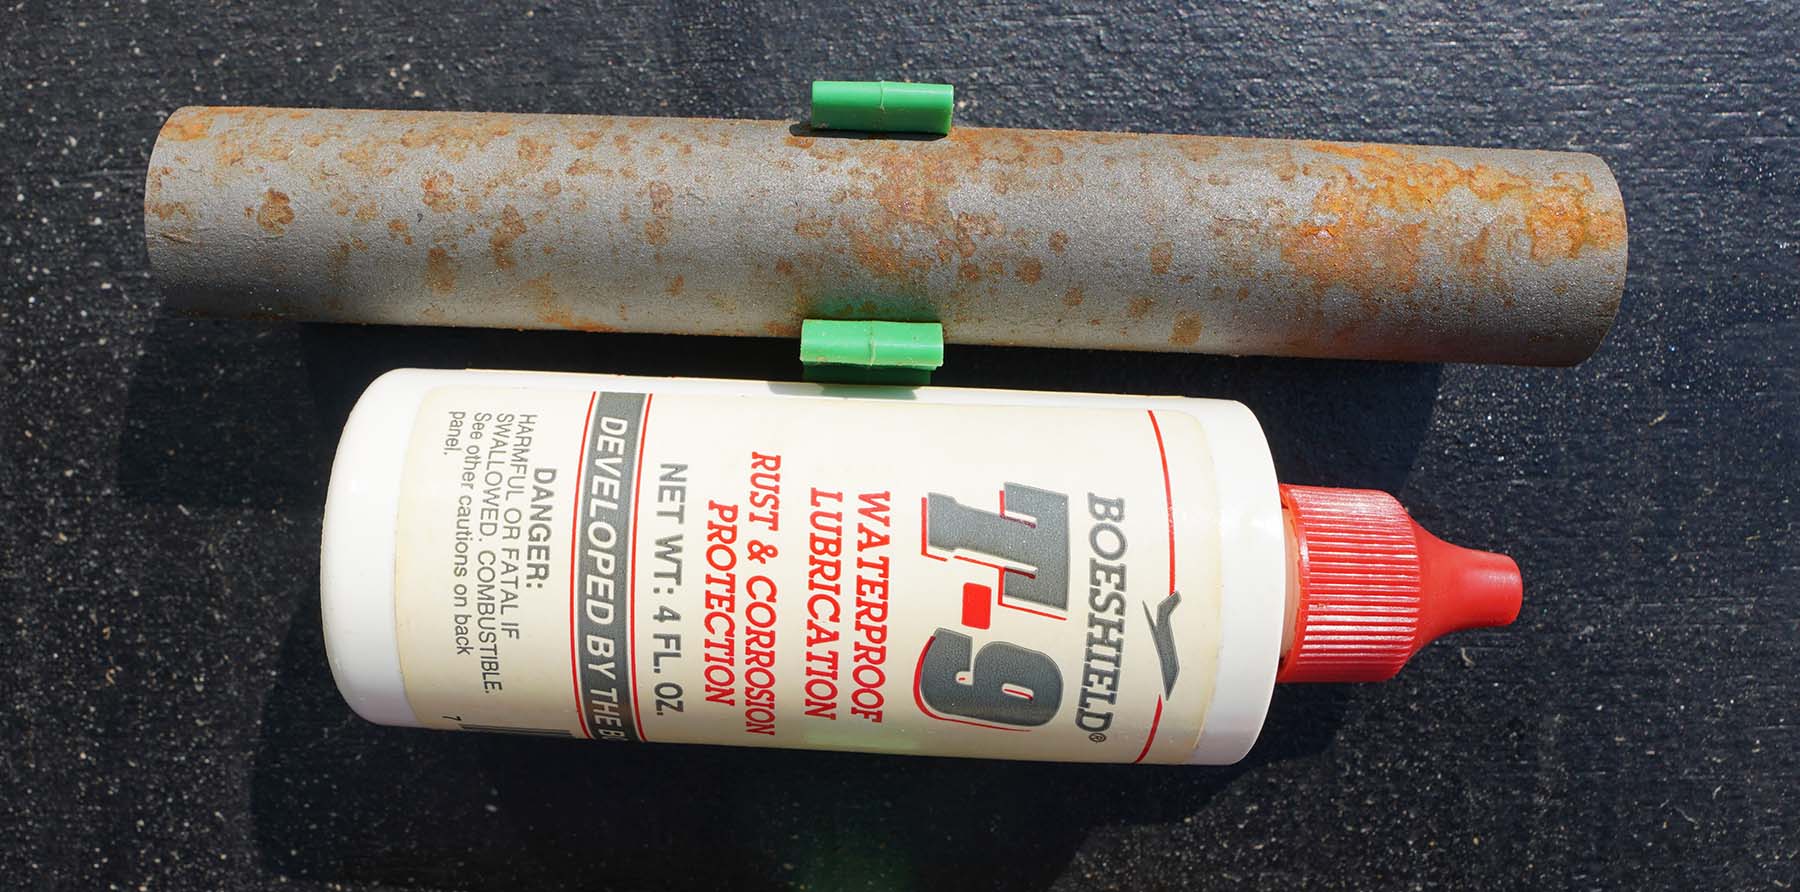 BOESHIELD®
T-9
WATERPROOF
LUBRICATION
RUST & CORROSION
PROTECTION
NET WT: 4 FL. OZ.
DEVELOPED BY THE
DANGER:
HARMFUL OR FATAL IF
SWALLOWED, COMBUSTIBLE.
See other cautions on back
panel.
7